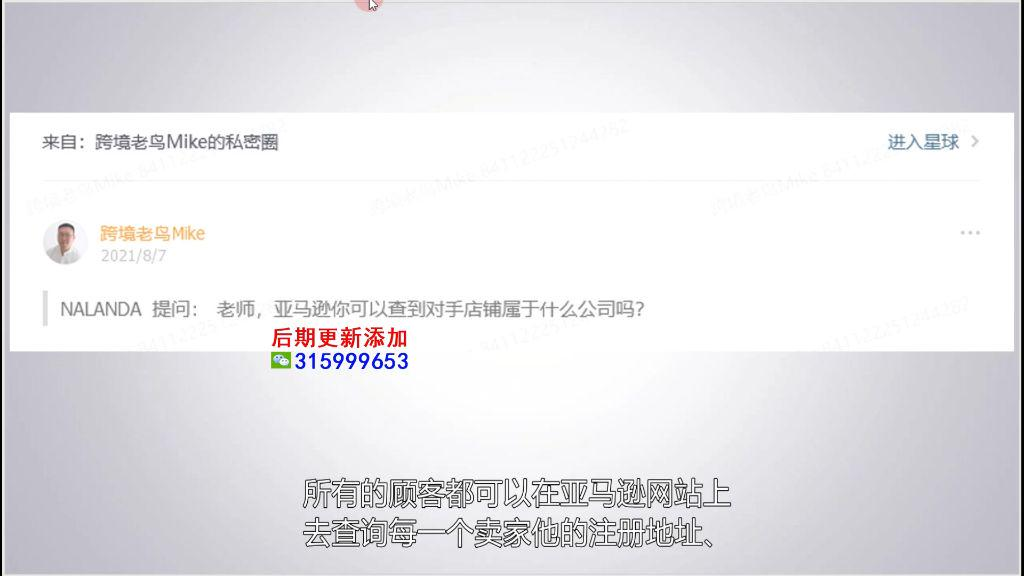 来自：跨境老鸟Mike的私密圈
进入星球
跨境老鸟Mike
2021/8/7
NALANDA 提问： 老师，亚马逊你可以查到对手店铺属于什么公司吗？
后期更新添加
315999653
所有的顾客都可以在亚马逊网站上
去查询每一个卖家他的注册地址、